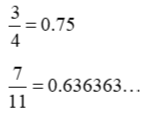 3/4 = 0.75
7/11 = 0.636363...